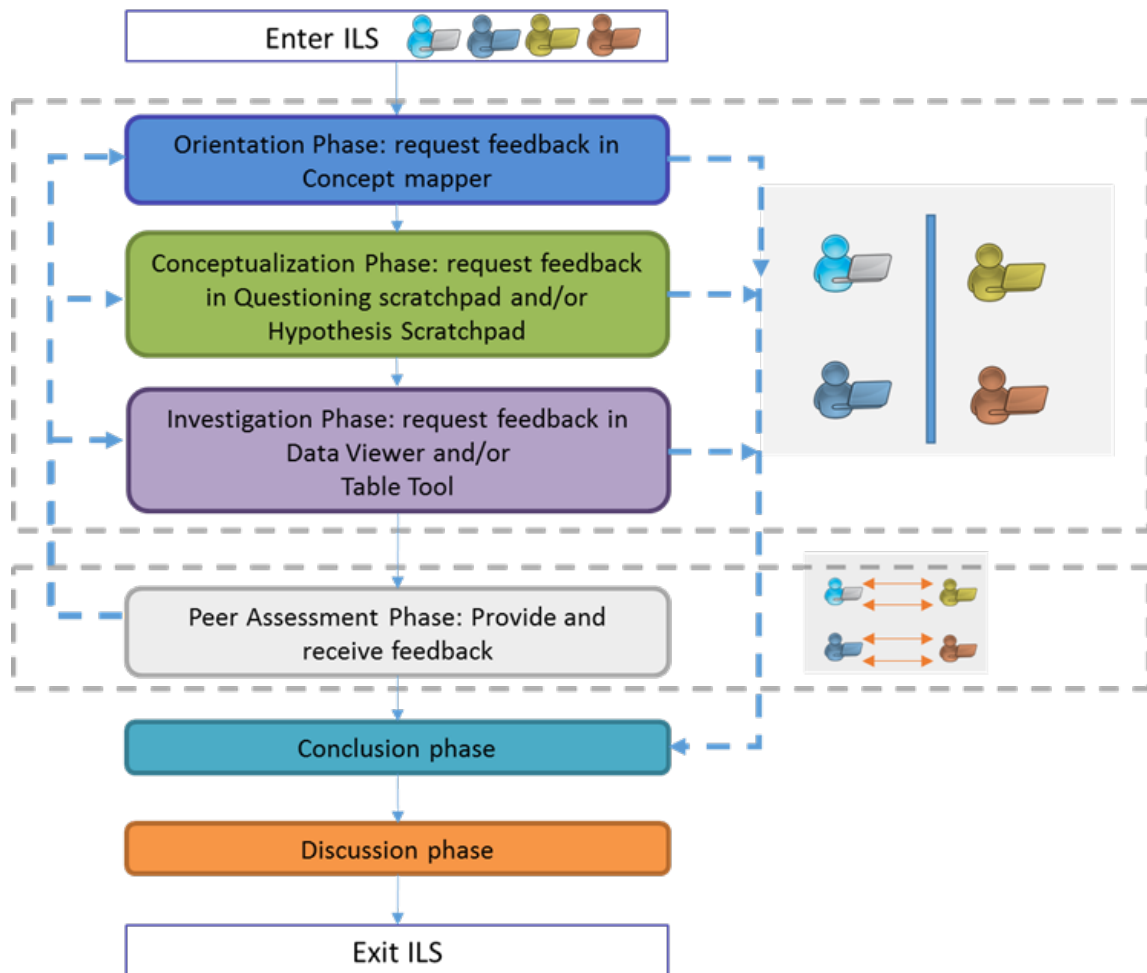 Enter ILS
Orientation Phase: request feedback in
Concept mapper
Conceptualization Phase: request feedback
in Questioning scratchpad and/or
Hypothesis Scratchpad
Investigation Phase: request feedback in
Data Viewer and/or
Table Tool
Peer Assessment Phase: Provide and
receive feedback
Conclusion phase
Discussion phase
Exit ILS